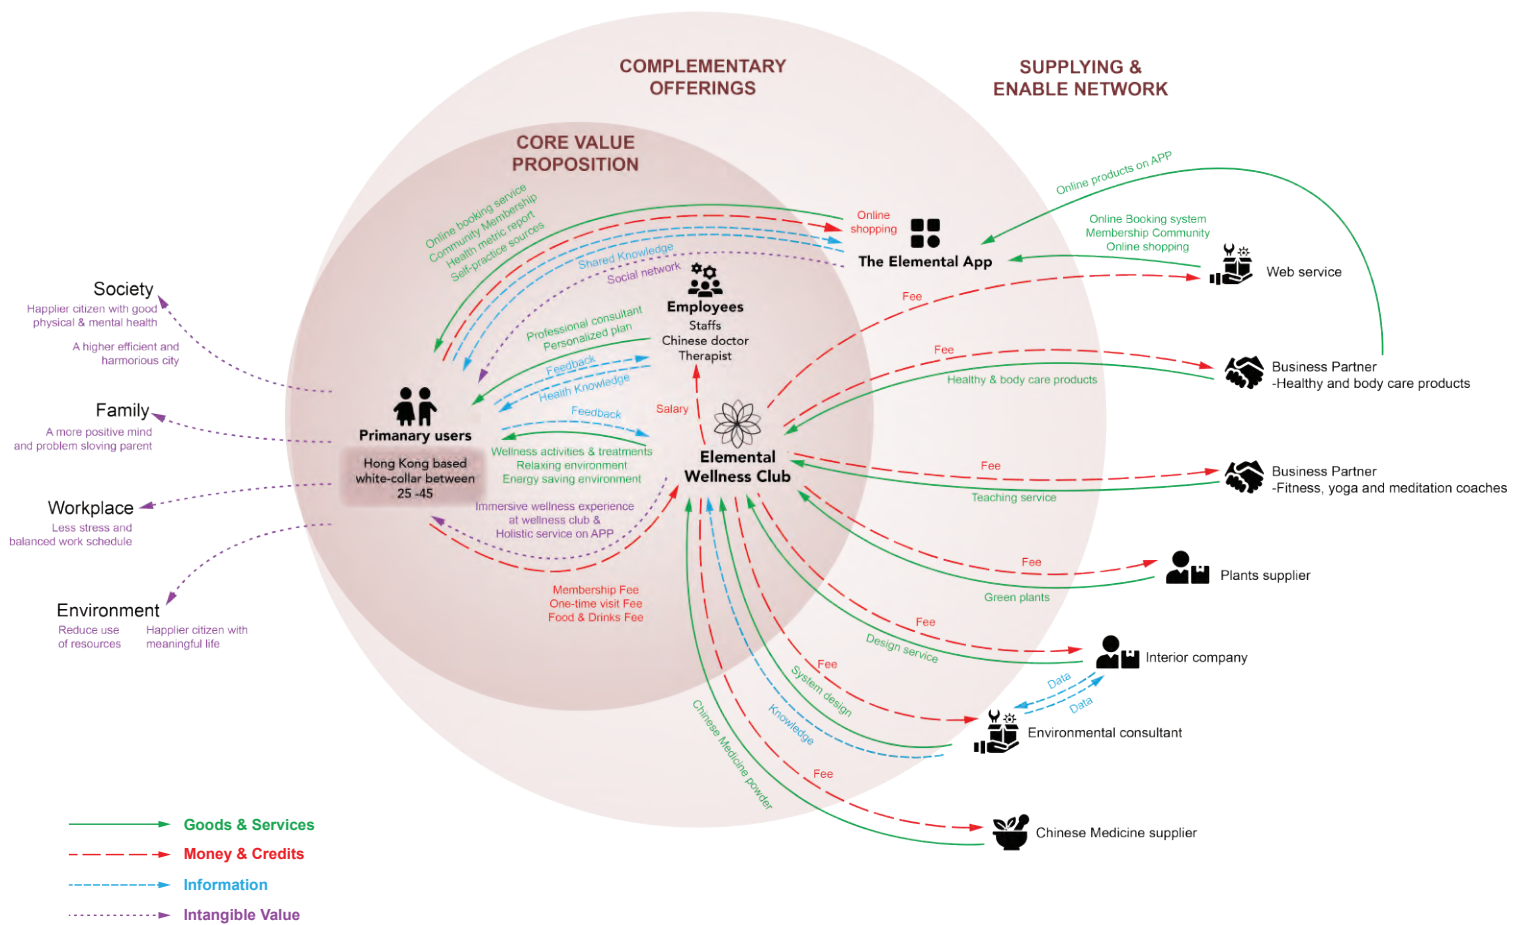 COMPLEMENTARY
OFFERINGS
SUPPLYING &
ENABLE NETWORK
CORE VALUE
PROPOSITION
Online booking service
Community Membership
Health metric report
Self-practice sources
Shared Knowledge
Social network
Online
shopping
The Elemental App
Online products on APP
Online Booking system
Membership Community
Online shopping
Web service
Fee
Employees
Staffs
Chinese doctor
Therapist
Professional consultant
Personalized plan
Feedback
Health Knowledge
Feedback
Salary
Society
Happier citizen with good
physical & mental health
A higher efficient and
harmorious city
Family
A more positive mind
and problem sloving parent
Workplace
Less stress and
balanced work schedule
Environment
Reduce use
of resources
Happier citizen with
meaningful life
Primanary users
Hong Kong based
white-collar between
25 -45
Wellness activities & treatments
Relaxing environment
Energy saving environment
Immersive wellness experience
at wellness club &
Holistic service on APP
Membership Fee
One-time visit Fee
Food & Drinks Fee
Elemental
Wellness Club
Fee
Healthy & body care products
Business Partner
-Healthy and body care products
Fee
Teaching service
Business Partner
-Fitness, yoga and meditation coaches
Fee
Green plants
Plants supplier
Fee
Design service
Interior company
Data
Data
Fee
System design
Knowledge
Environmental consultant
Chinese Medicine powder
Fee
Chinese Medicine supplier
Goods & Services
Money & Credits
Information
Intangible Value